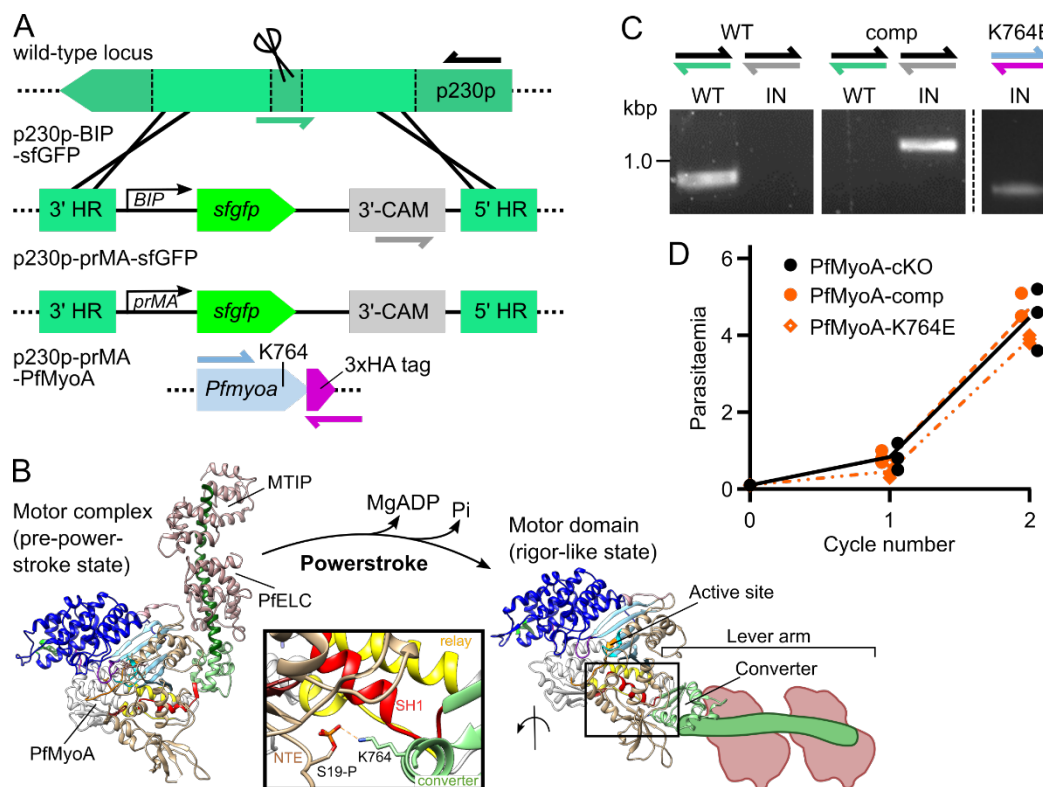 A
wild-type locus
p230p
p230p-BIP
-sfGFP
3' HR
BIP
sfgfp
3'-CAM
5' HR
p230p-prMA-sfGFP
3' HR
prMA
sfgfp
3'-CAM
5' HR
p230p-prMA
-PfMyoA
K764
3xHA tag
Pfmyoa
B
Motor complex
(pre-power-
stroke state)
MTIP
PfELC
PfMyoA
MgADP
Pi
Powerstroke
relay
SH1
NTE
S19-P
K764
converter
Motor domain
(rigor-like state)
Active site
Lever arm
Converter
C
WT
comp
K764E
WT
IN
WT
IN
IN
kbp
1.0
D
6
4
2
0
Parasitaemia
PfMyoA-cKO
PfMyoA-comp
PfMyoA-K764E
0
1
2
Cycle number